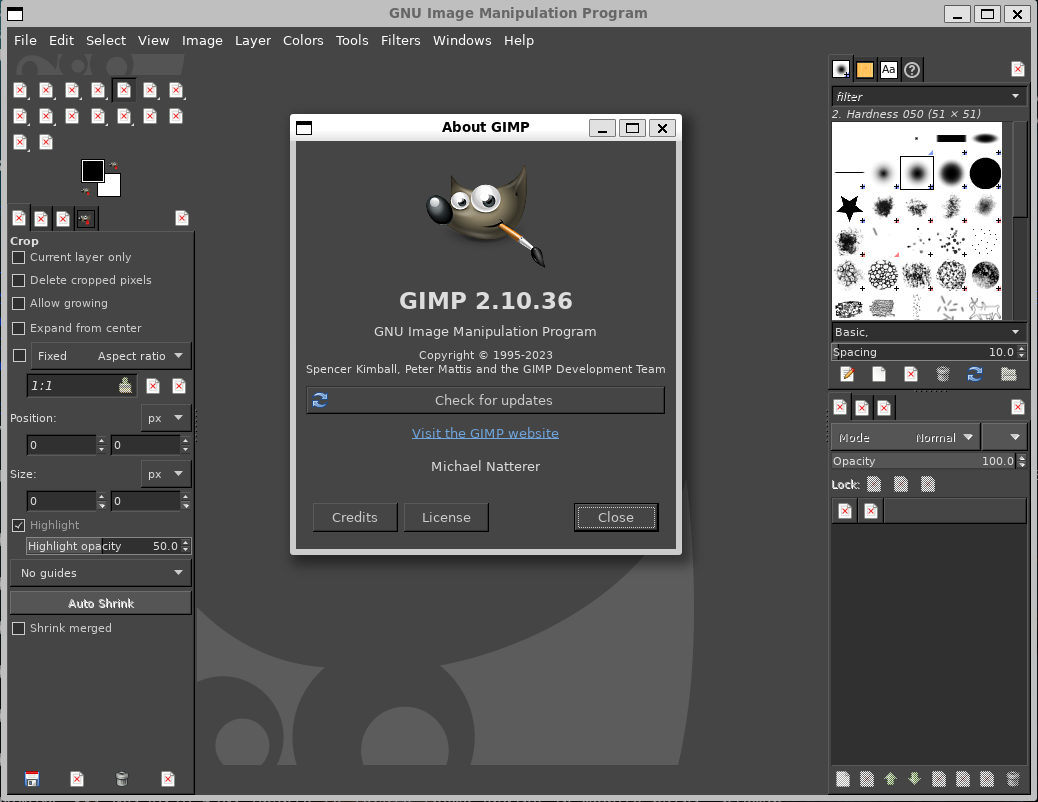 GNU Image Manipulation Program
File Edit Select View Image Layer Colors Tools Filters Windows Help
Aa
filter
2. Hardness 050 (51 × 51)
Basic,
Spacing 10.0
Mode Normal
Opacity 100.0
Lock:
Crop
Current layer only
Delete cropped pixels
Allow growing
Expand from center
Fixed Aspect ratio
1:1
Position: px
0 0
Size: px
0 0
Highlight
Highlight opacity 50.0
No guides
Auto Shrink
Shrink merged
About GIMP
GIMP 2.10.36
GNU Image Manipulation Program
Copyright © 1995-2023
Spencer Kimball, Peter Mattis and the GIMP Development Team
Check for updates
Visit the GIMP website
Michael Natterer
Credits License Close